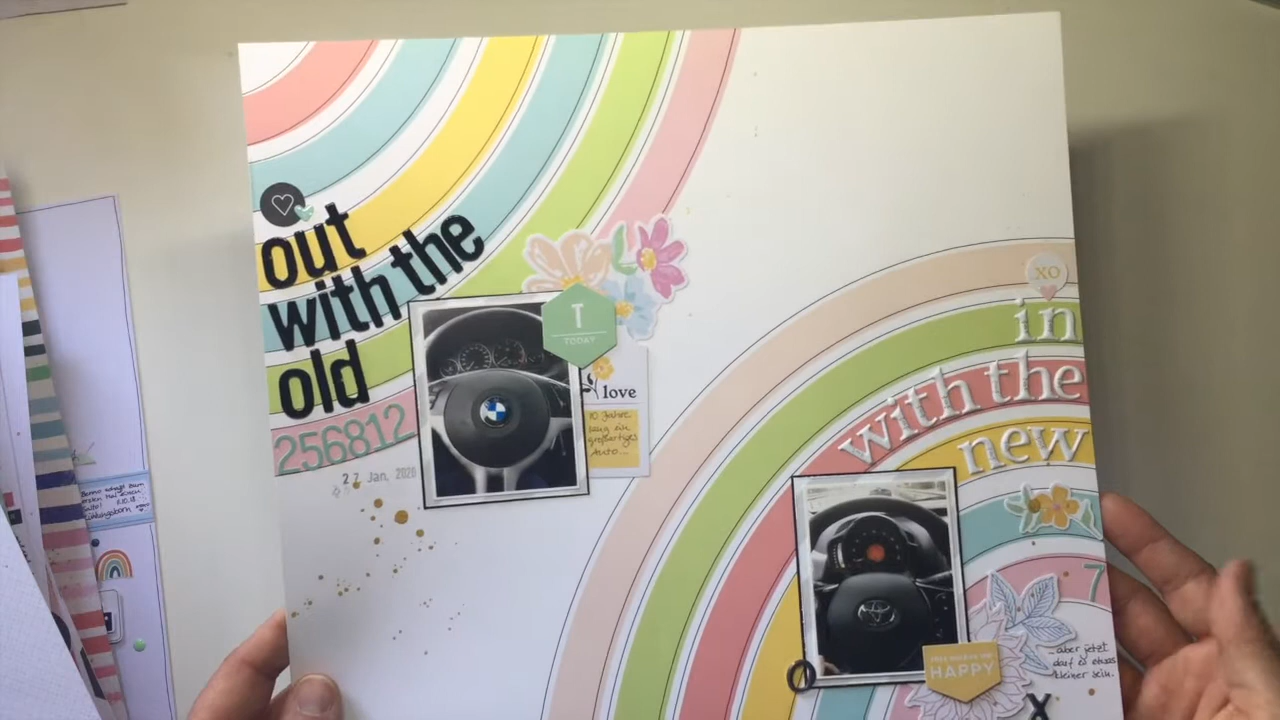 out
with the
old
256812
27 Jan, 2020
T
TODAY
love
10 Jahre
lang ein
großartiges
Auto...
XO
in
with the
new
7
HAPPY
...aber jetzt
darf es etwas
kleiner sein.
O
X